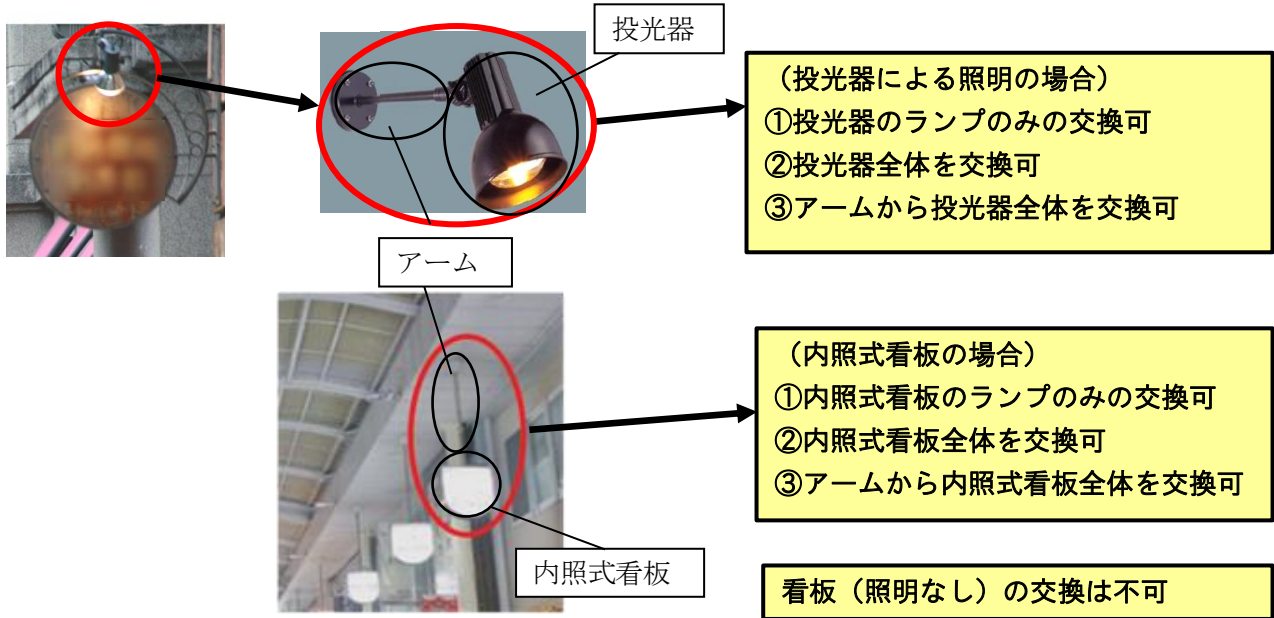 投光器
（投光器による照明の場合）
①投光器のランプのみの交換可
②投光器全体を交換可
③アームから投光器全体を交換可
アーム
（内照式看板の場合）
①内照式看板のランプのみの交換可
②内照式看板全体を交換可
③アームから内照式看板全体を交換可
内照式看板
看板（照明なし）の交換は不可